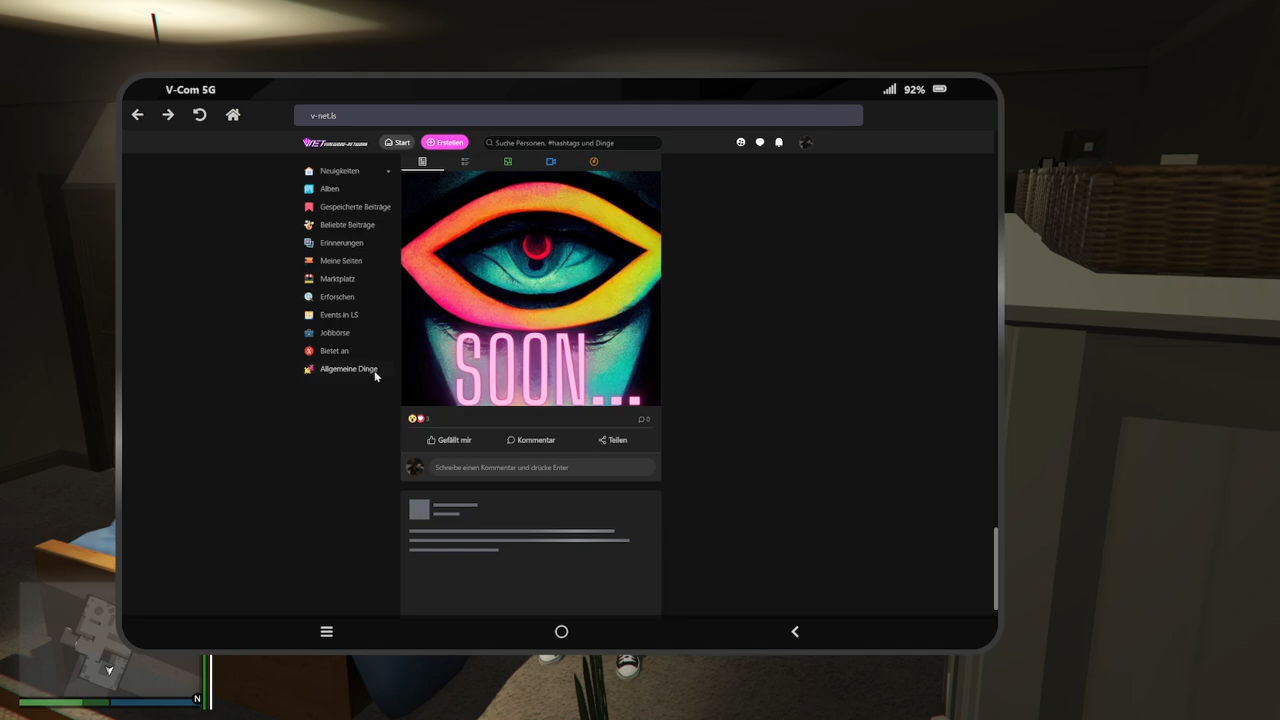 V-Com 5G
92%
v-net.ls
VNET
Start
Erstellen
Suche Personen, #hashtags und Dinge
Neuigkeiten
Alben
Gespeicherte Beiträge
Beliebte Beiträge
Erinnerungen
Meine Seiten
Marktplatz
Erforschen
Events in LS
Jobbörse
Bietet an
Allgemeine Dinge
SOON...
3
0
Gefällt mir
Kommentar
Teilen
Schreibe einen Kommentar und drücke Enter
N